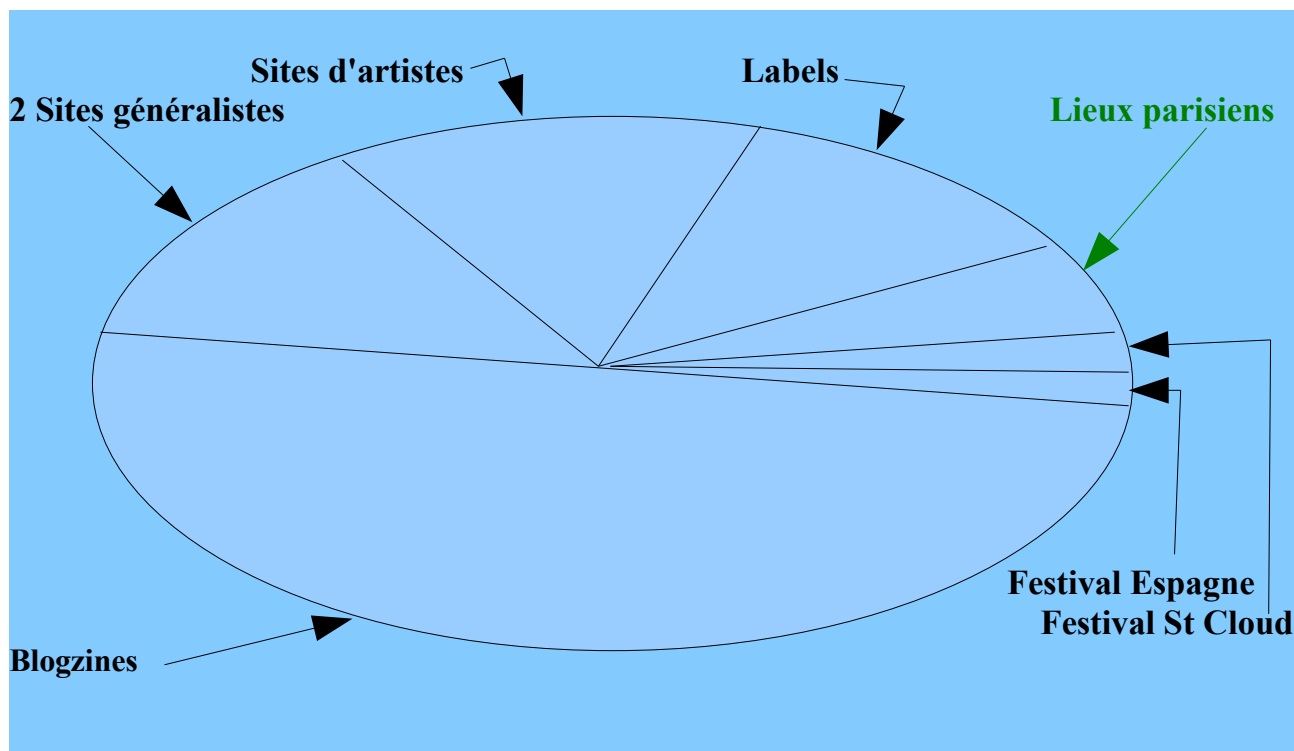 Sites d'artistes
Labels
2 Sites généralistes
Lieux parisiens
Festival Espagne
Festival St Cloud
Blogzines